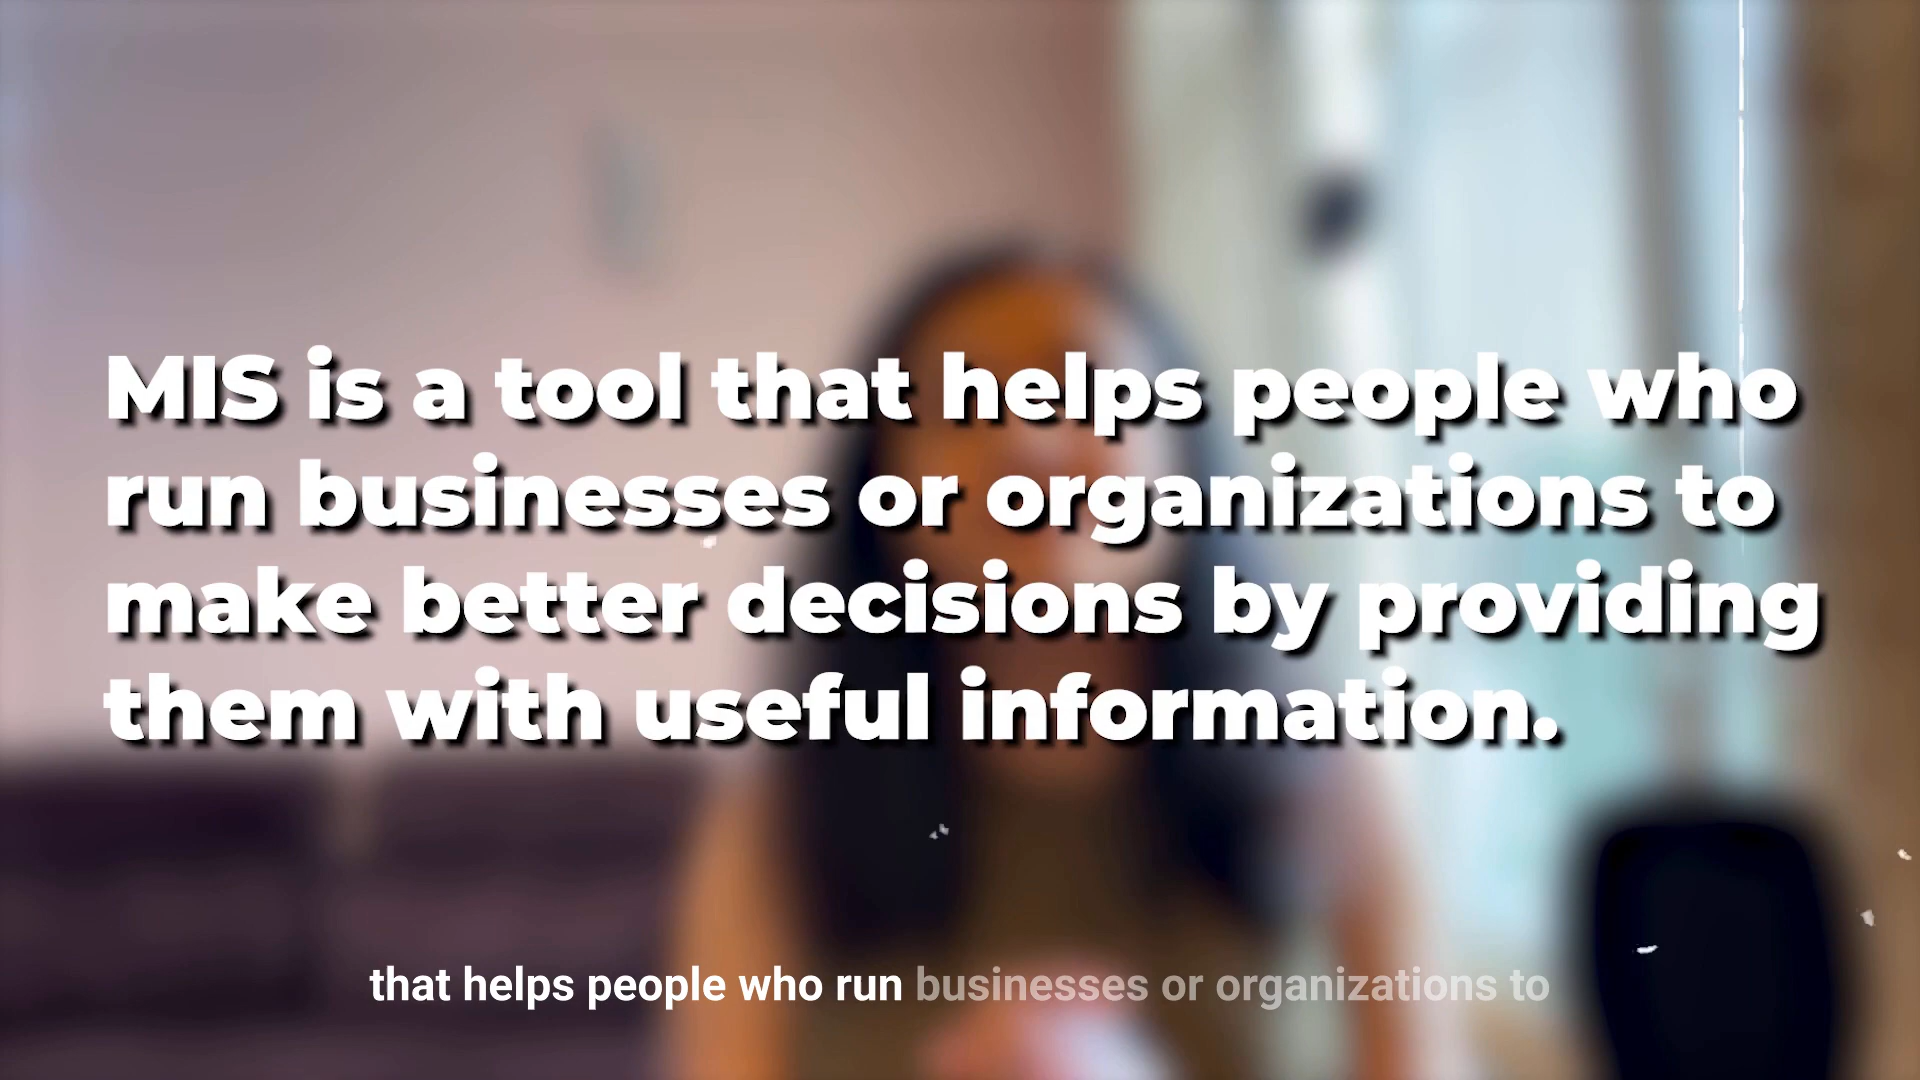 MIS is a tool that helps people who
run businesses or organizations to
make better decisions by providing
them with useful information.
that helps people who run businesses or organizations to